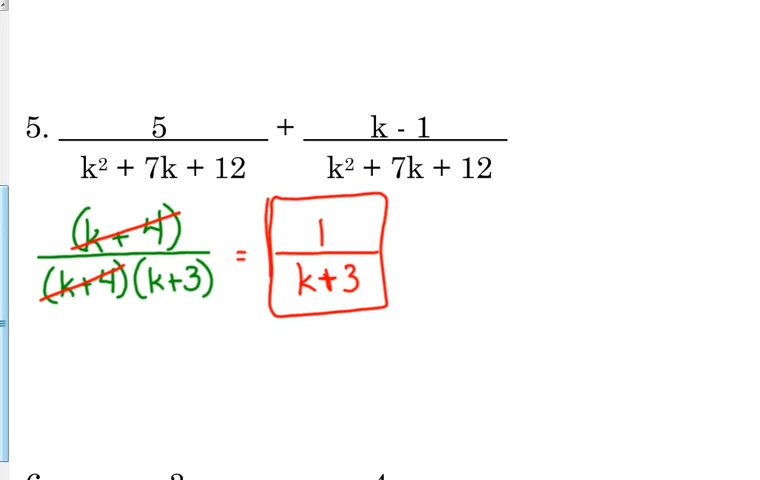 5. 5 + k - 1
k² + 7k + 12 k² + 7k + 12
(k + 4) 1
=
(k+4)(k+3) k+3